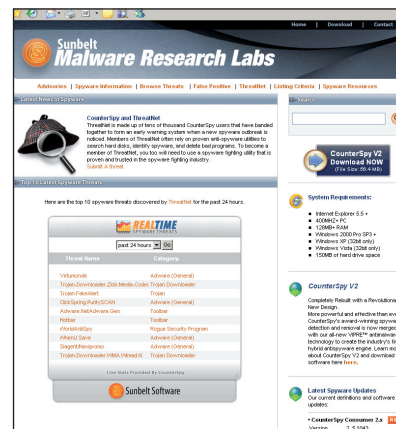 Home | Download | Contact
Sunbelt
Malware Research Labs
Advisories | Spyware Information | Browse Threats | False Positive | ThreatNet | Listing Criteria | Spyware Resources
Latest News in Spyware
CounterSpy and ThreatNet
ThreatNet is made up of tens of thousand CounterSpy users that have banded
together to form an early warning system when a new spyware outbreak is
noticed. Members of ThreatNet often rely on proven anti-spyware utilities to
search hard disks, identify spyware, and delete bad programs. To become a
member of ThreatNet, you too will need to use a spyware fighting utility that is
proven and trusted in the spyware fighting industry.
Submit A threat
Top 10 Latest Spyware Threats
Here are the top 10 spyware threats discovered by ThreatNet for the past 24 hours.
REALTIME
SPYWARE THREATS
past 24 hours Go
Threat Name Category
Virtumonde Adware (General)
Trojan-Downloader.Zlob.Media-Codec Trojan Downloader
Trojan.FakeAlert Trojan
ClickSpring.PuritySCAN Adware (General)
Adware.NetAdware.Gen Toolbar
Hotbar Toolbar
WorldAntiSpy Rogue Security Program
WhenU.Save Adware (General)
SiagentNavipromo Adware (General)
Trojan-Downloader.WMA.Wimad.N Trojan Downloader
Live Stats Provided By CounterSpy
Sunbelt Software
Search
CounterSpy V2
Download NOW
(File Size: 56.4 MB)
System Requirements:
Internet Explorer 5.5 +
400MHZ+ PC
128MB+ RAM
Windows 2000 Pro SP3 +
Windows XP (32bit only)
Windows Vista (32bit only)
150MB of hard drive space
CounterSpy V2
Completely Rebuilt with a Revolutiona
New Design.
More powerful and effective than eve
CounterSpy's award-winning spywa
detection and removal is now merged
with our all-new VIPRE™ antimalware
technology to create the industry's fi
hybrid antispyware engine. Learn mo
about CounterSpy V2 and download
software here here.
Latest Spyware Updates
Our current definitions and software
updates:
• CounterSpy Consumer 2.x
Version 2.5.1043